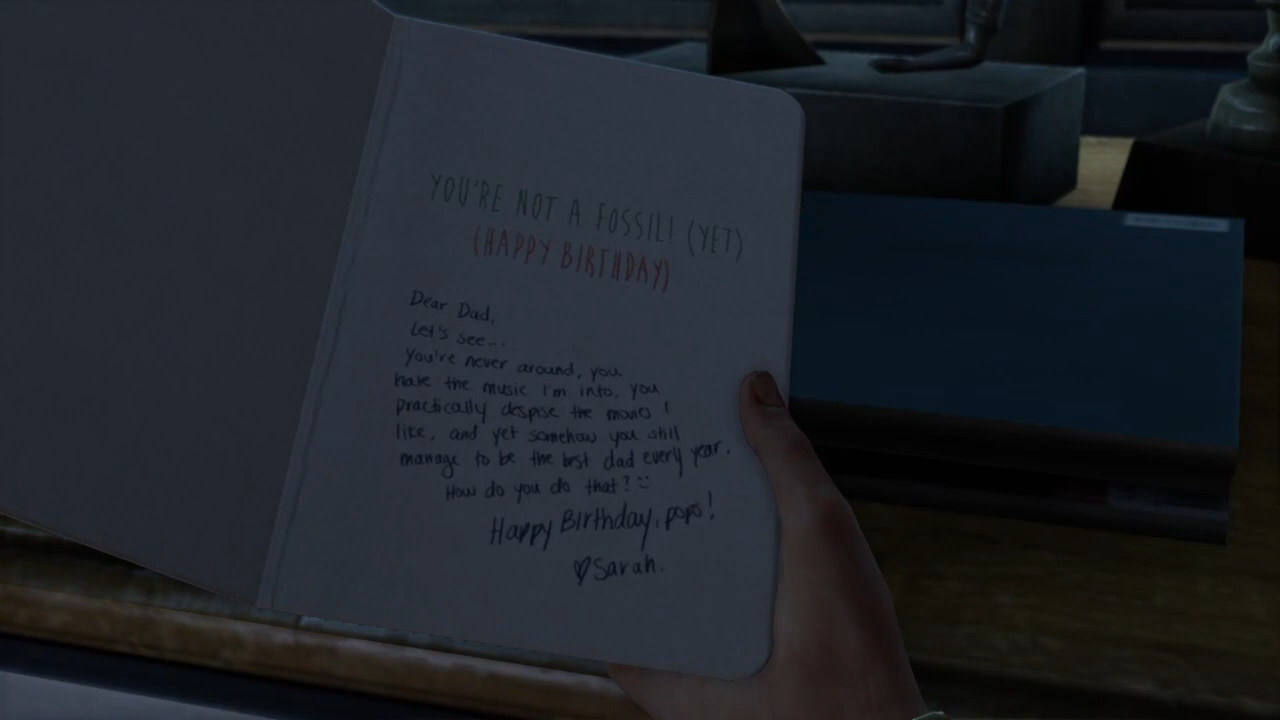 YOU'RE NOT A FOSSIL! (YET)
(HAPPY BIRTHDAY)
Dear Dad,
Let's see...
You're never around, you
hate the music I'm into, you
practically despise the movies I
like, and yet somehow you still
manage to be the best dad every year.
How do you do that? :)
Happy Birthday, pops!
♡Sarah.